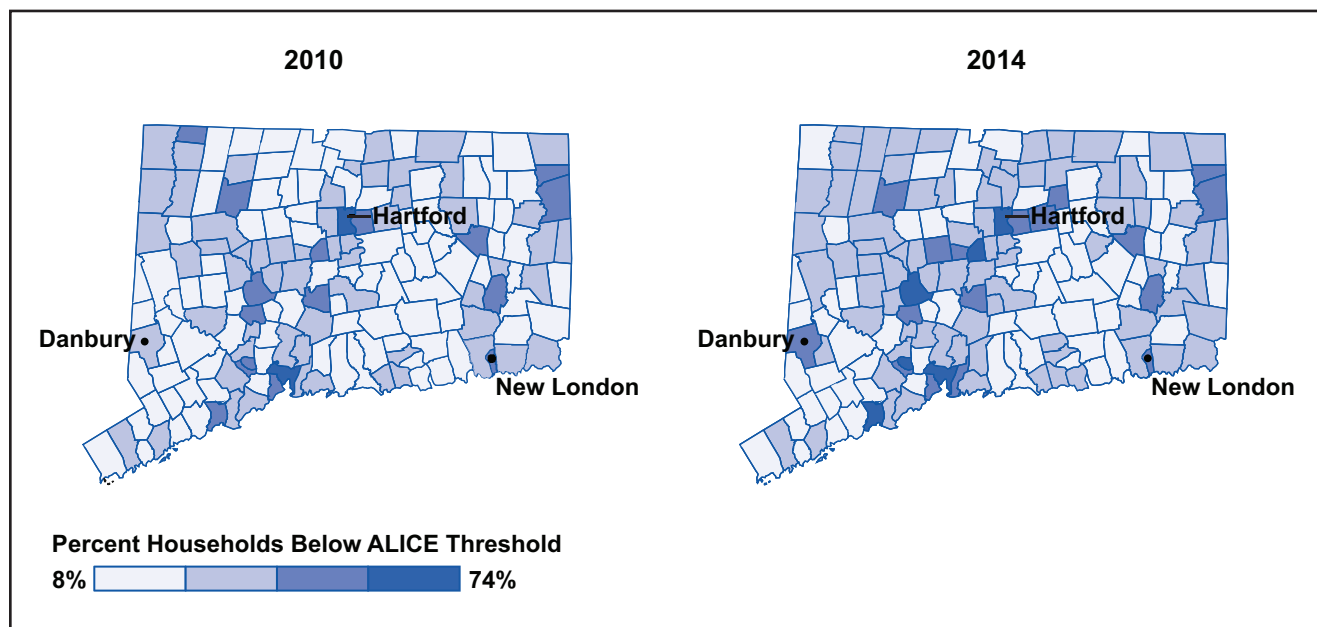 2010
2014
Hartford
Hartford
Danbury
Danbury
New London
New London
Percent Households Below ALICE Threshold
8% 74%